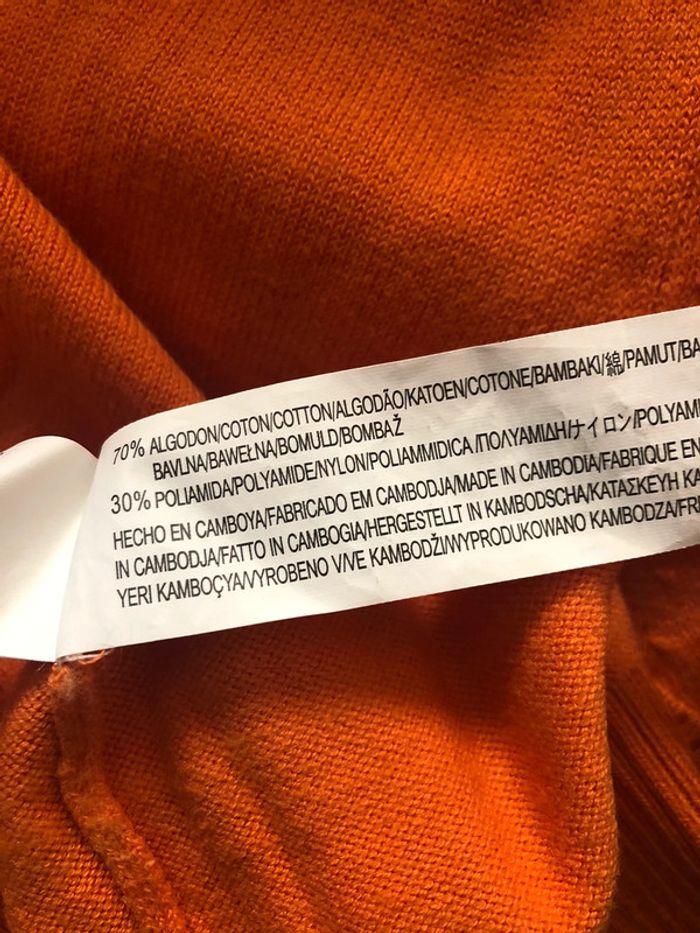 70% ALGODON/COTON/COTTON/ALGODÃO/KATOEN/COTONE/BAMBAKI/綿/PAMUT/BA
BAVLNA/BAWEŁNA/BOMULD/BOMBAŽ
30% POLIAMIDA/POLYAMIDE/NYLON/POLIAMMIDICA/ΠΟΛΥΑΜΙΔΗ/ナイロン/POLYAMI
HECHO EN CAMBOYA/FABRICADO EM CAMBODJA/MADE IN CAMBODIA/FABRIQUE EN
IN CAMBODJA/FATTO IN CAMBOGIA/HERGESTELLT IN KAMBODSCHA/ΚΑΤΑΣΚΕΥΗ ΚΑ
YERI KAMBOÇYA/VYROBENO V/VE KAMBODŽI/WYPRODUKOWANO KAMBODZA/FR